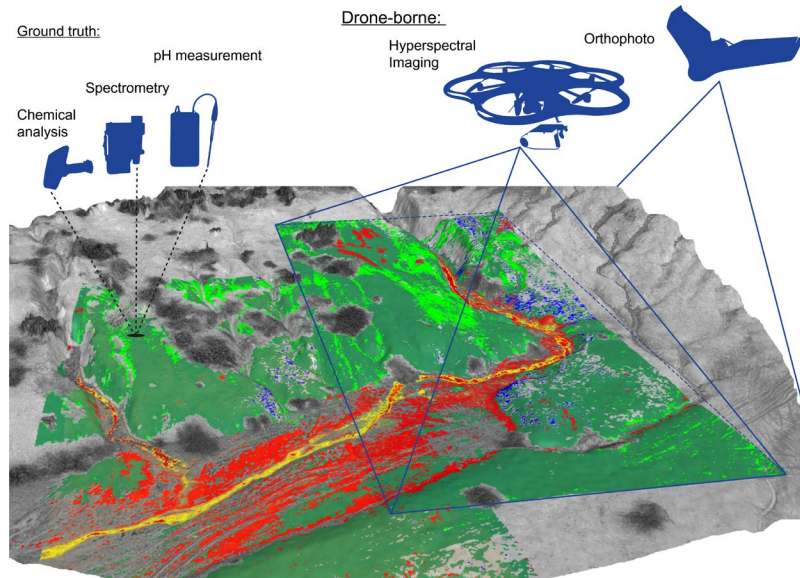 Ground truth:
Chemical
analysis
Spectrometry
pH measurement
Drone-borne:
Hyperspectral
Imaging
Orthophoto